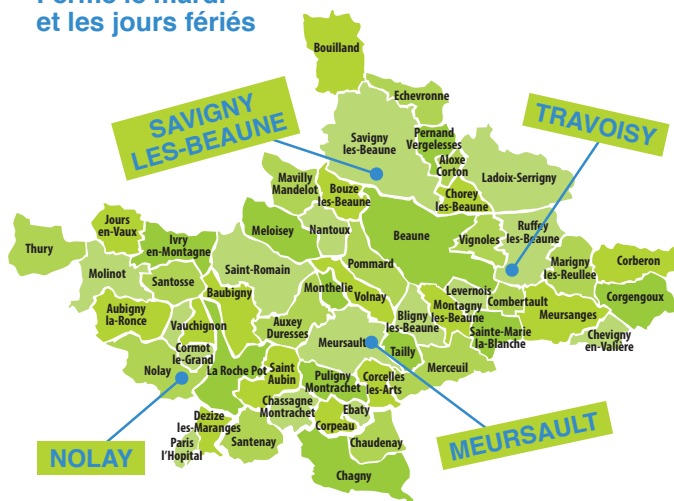 Fermé le mardi
et les jours fériés
Bouilland
Echevronne
SAVIGNY
LES-BEAUNE
TRAVOISY
Savigny
les-Beaune
Pernand
Vergelesses
Aloxe
Corton
Ladoix-Serrigny
Mavilly
Mandelot
Bouze
les-Beaune
Chorey
les-Beaune
Jours
en-Vaux
Meloisey
Nantoux
Beaune
Vignoles
Ruffey
les-Beaune
Thury
Ivry
en-Montagne
Molinot
Santosse
Saint-Romain
Pommard
Marigny
les-Reullee
Corberon
Baubigny
Monthelie
Volnay
Levernois
Combertault
Corgengoux
Aubigny
la-Ronce
Vauchignon
Auxey
Duresses
Bligny
les-Beaune
Montagny
les-Beaune
Meursanges
Cormot
le-Grand
Meursault
Tailly
Sainte-Marie
la-Blanche
Chevigny
en-Valière
Nolay
La Roche Pot
Saint
Aubin
Puligny
Montrachet
Corcelles
les-Arts
Merceuil
Chassagne
Montrachet
Ebaty
Dezize
les-Maranges
Corpeau
Paris
l'Hopital
Santenay
Chaudenay
Chagny
NOLAY
MEURSAULT